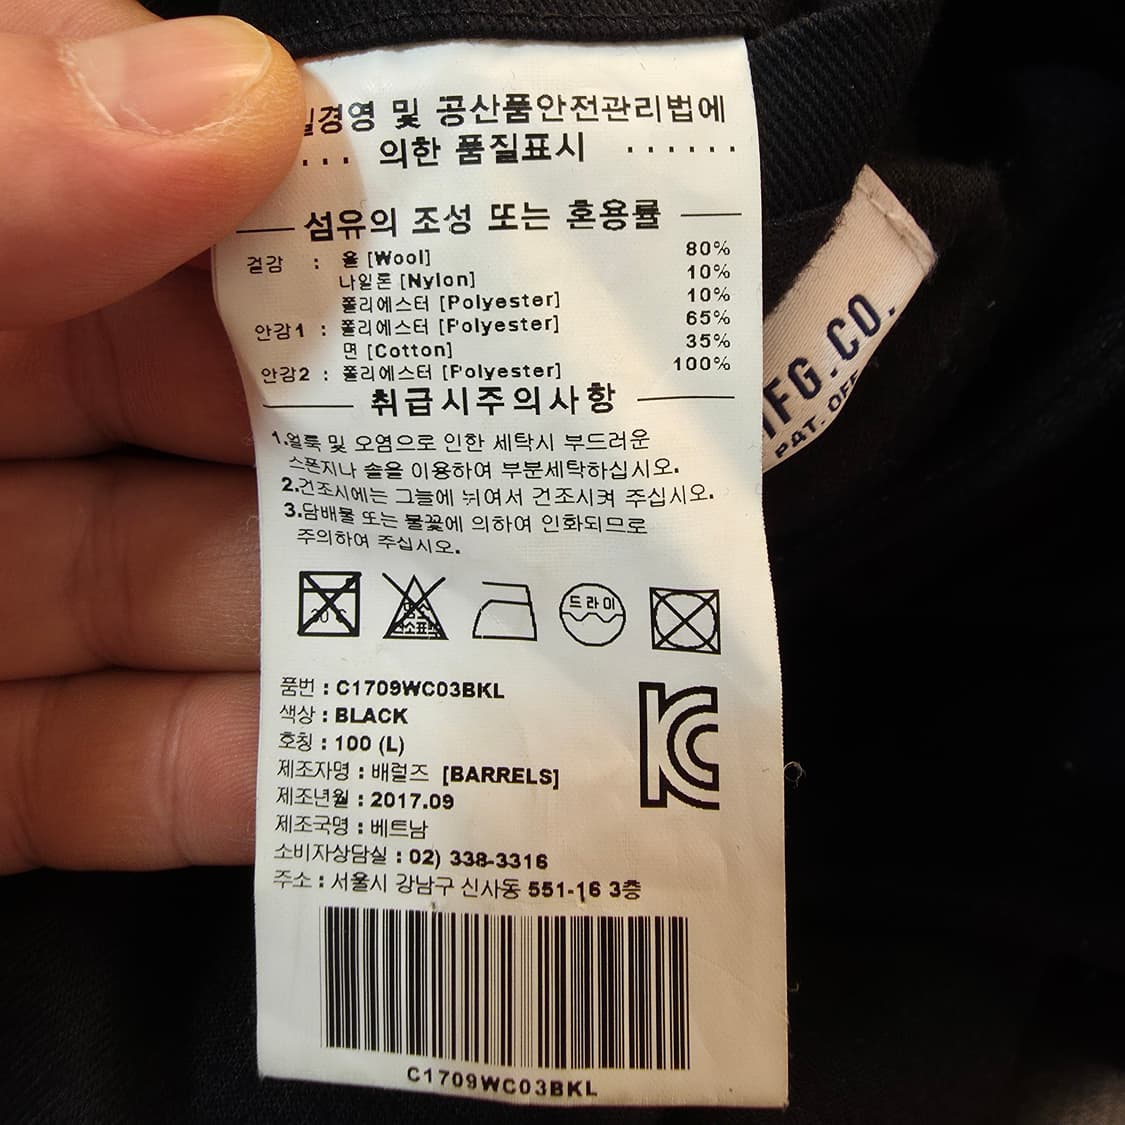 경영 및 공산품안전관리법에
... 의한 품질표시 ......
섬유의 조성 또는 혼용률
겉감 : 울 [Wool] 80%
나일론 [Nylon] 10%
폴리에스터 [Polyester] 10%
안감1 : 폴리에스터 [Polyester] 65%
면 [Cotton] 35%
안감2 : 폴리에스터 [Polyester] 100%
취급시주의사항
1.얼룩 및 오염으로 인한 세탁시 부드러운
스폰지나 솔을 이용하여 부분세탁하십시오.
2.건조시에는 그늘에 뉘여서 건조시켜 주십시오.
3.담배불 또는 불꽃에 의하여 인화되므로
주의하여 주십시오.
드라이
품번 : C1709WC03BKL
색상 : BLACK
호칭 : 100 (L)
제조자명 : 배럴즈 [BARRELS]
제조년월 : 2017.09
제조국명 : 베트남
소비자상담실 : 02) 338-3316
주소 : 서울시 강남구 신사동 551-16 3층
C1709WC03BKL
FG.CO.
PAT. OFF